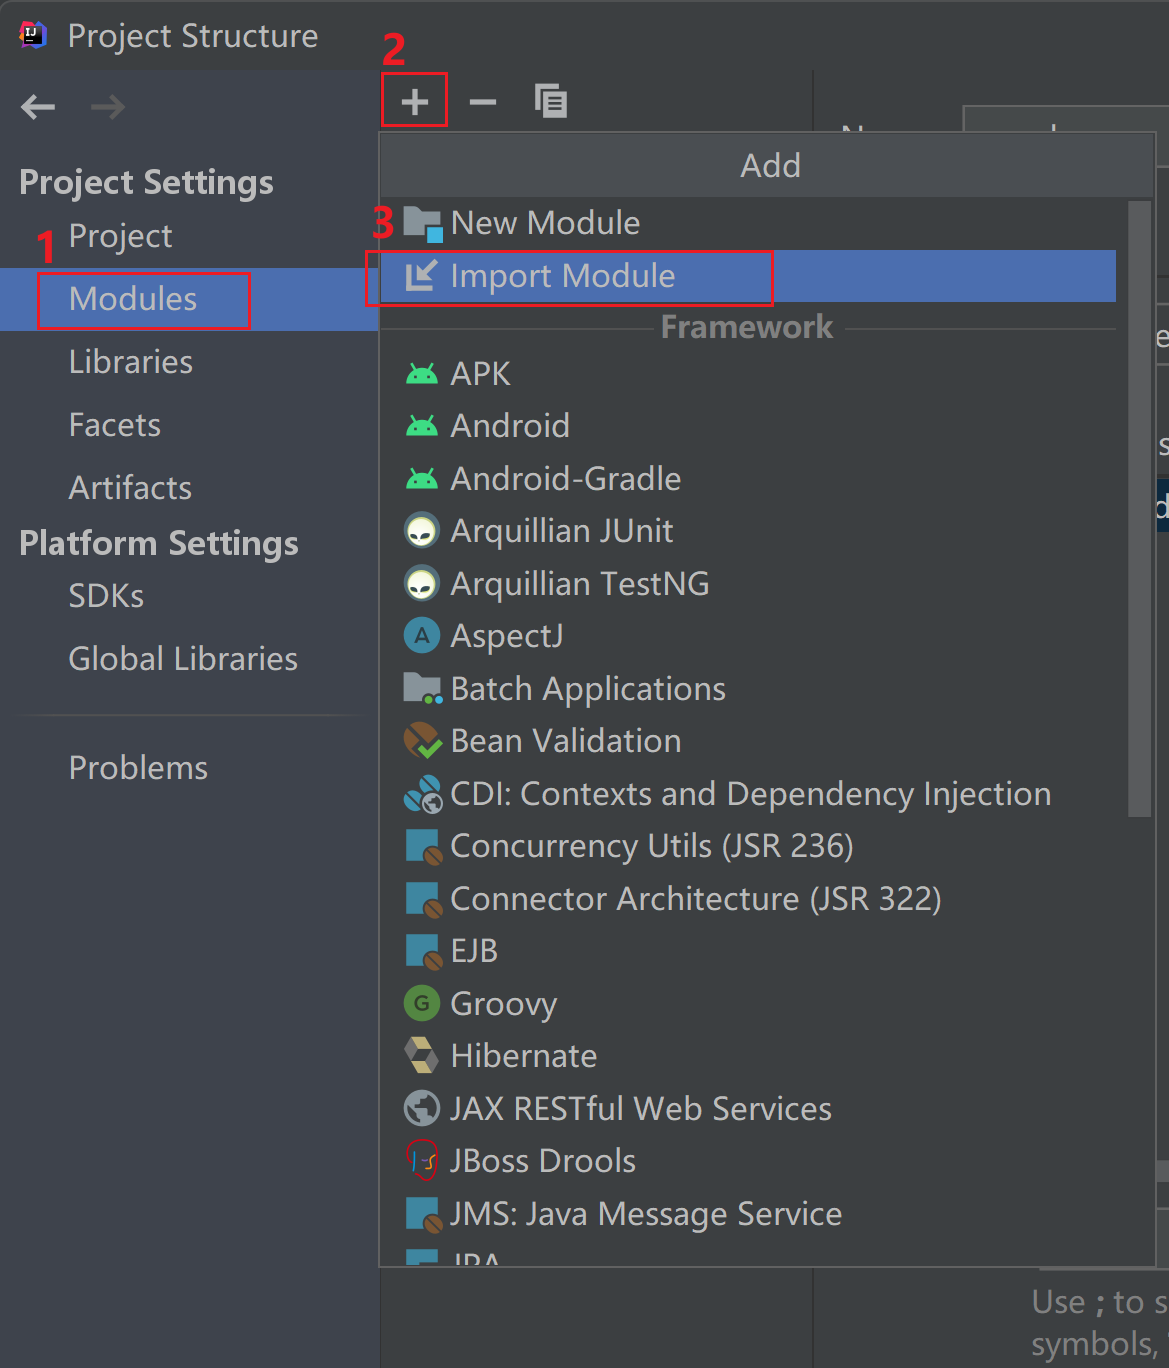 Project Structure
2
Add
Project Settings
1
Project
Modules
Libraries
Facets
Artifacts
Platform Settings
SDKs
Global Libraries
Problems
3
New Module
Import Module
Framework
APK
Android
Android-Gradle
Arquillian JUnit
Arquillian TestNG
AspectJ
Batch Applications
Bean Validation
CDI: Contexts and Dependency Injection
Concurrency Utils (JSR 236)
Connector Architecture (JSR 322)
EJB
Groovy
Hibernate
JAX RESTful Web Services
JBoss Drools
JMS: Java Message Service
JPA
Use ; to s
symbols,